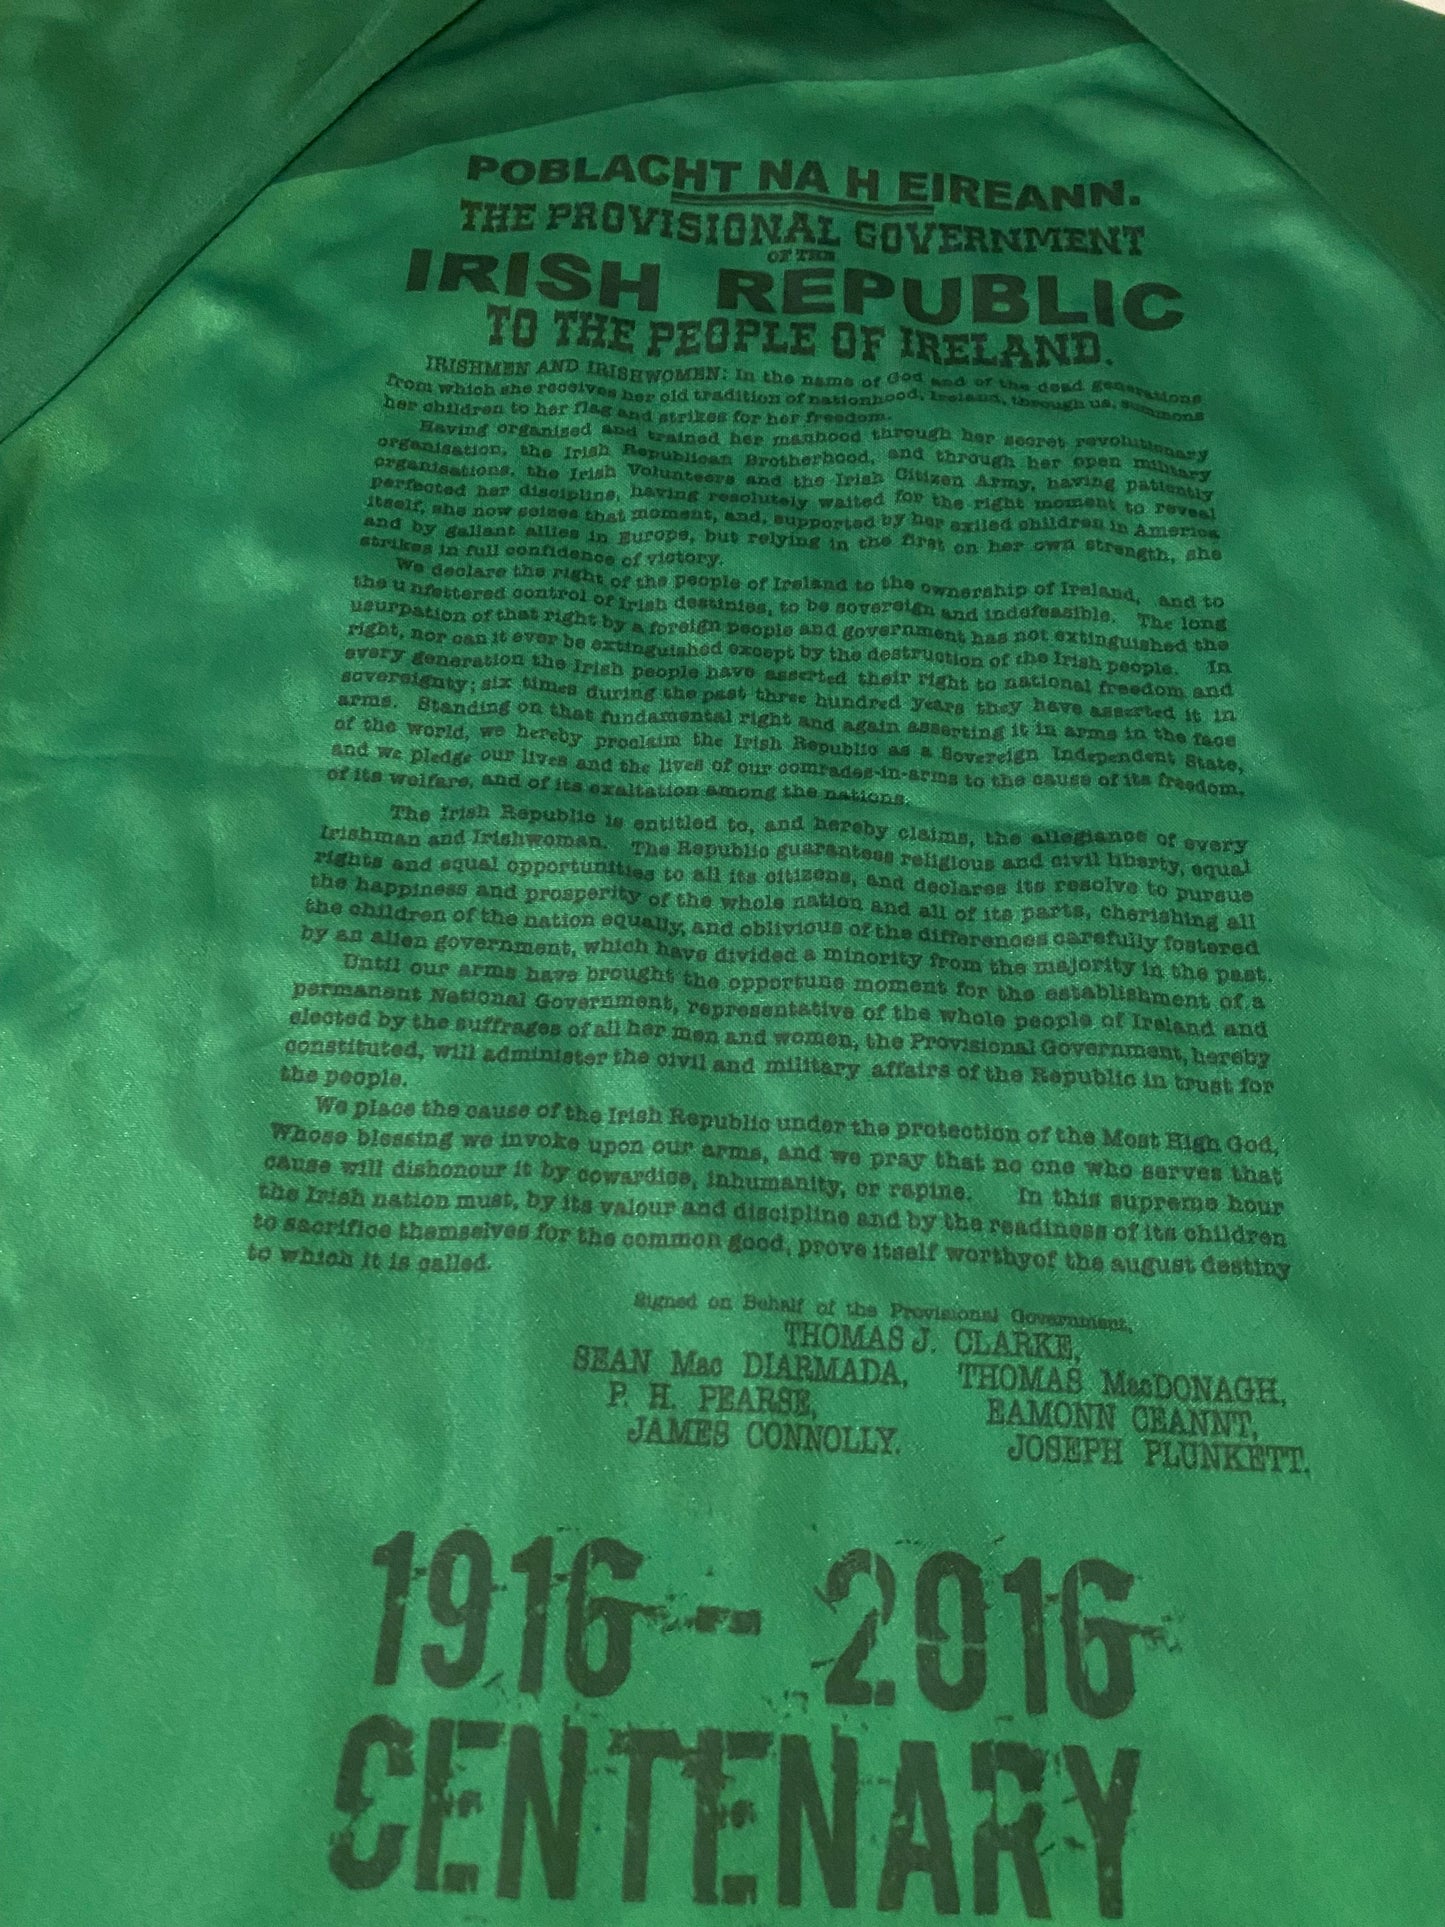 POBLACHT NA H EIREANN.
THE PROVISIONAL GOVERNMENT
OF THE
IRISH REPUBLIC
TO THE PEOPLE OF IRELAND.
IRISHMEN AND IRISHWOMEN: In the name of God and of the dead generations
from which she receives her old tradition of nationhood, Ireland, through us, summons
her children to her flag and strikes for her freedom.
Having organised and trained her manhood through her secret revolutionary
organisation, the Irish Republican Brotherhood, and through her open military
organisations, the Irish Volunteers and the Irish Citizen Army, having patiently
perfected her discipline, having resolutely waited for the right moment to reveal
itself, she now seizes that moment, and, supported by her exiled children in America
and by gallant allies in Europe, but relying in the first on her own strength, she
strikes in full confidence of victory.
We declare the right of the people of Ireland to the ownership of Ireland, and to
the unfettered control of Irish destinies, to be sovereign and indefeasible. The long
usurpation of that right by a foreign people and government has not extinguished the
right, nor can it ever be extinguished except by the destruction of the Irish people. In
every generation the Irish people have asserted their right to national freedom and
sovereignty; six times during the past three hundred years they have asserted it in
arms. Standing on that fundamental right and again asserting it in arms in the face
of the world, we hereby proclaim the Irish Republic as a Sovereign Independent State,
and we pledge our lives and the lives of our comrades-in-arms to the cause of its freedom,
of its welfare, and of its exaltation among the nations.
The Irish Republic is entitled to, and hereby claims, the allegiance of every
Irishman and Irishwoman. The Republic guarantees religious and civil liberty, equal
rights and equal opportunities to all its citizens, and declares its resolve to pursue
the happiness and prosperity of the whole nation and all of its parts, cherishing all
the children of the nation equally, and oblivious of the differences carefully fostered
by an alien government, which have divided a minority from the majority in the past.
Until our arms have brought the opportune moment for the establishment of a
permanent National Government, representative of the whole people of Ireland and
elected by the suffrages of all her men and women, the Provisional Government, hereby
constituted, will administer the civil and military affairs of the Republic in trust for
the people.
We place the cause of the Irish Republic under the protection of the Most High God,
Whose blessing we invoke upon our arms, and we pray that no one who serves that
cause will dishonour it by cowardice, inhumanity, or rapine. In this supreme hour
the Irish nation must, by its valour and discipline and by the readiness of its children
to sacrifice themselves for the common good, prove itself worthyof the august destiny
to which it is called.
Signed on Behalf of the Provisional Government,
THOMAS J. CLARKE,
SEAN Mac DIARMADA, THOMAS MacDONAGH,
P. H. PEARSE, EAMONN CEANNT,
JAMES CONNOLLY. JOSEPH PLUNKETT.
1916 - 2016
CENTENARY